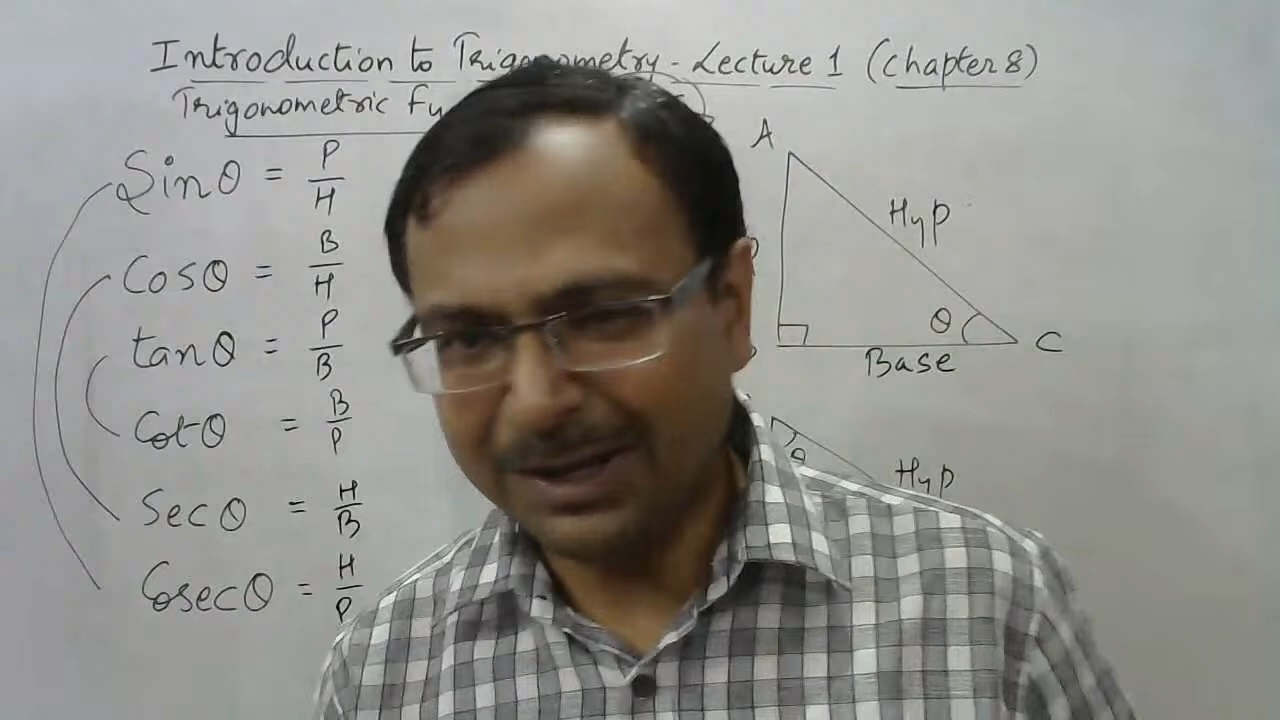 Introduction to Trigonometry - Lecture 1 (Chapter 8)
Trigonometric
Sinθ = P/H
Cosθ = B/H
tanθ = P/B
Cotθ = B/P
Secθ = H/B
Cosecθ = H/P
A
Hyp
θ
C
Base
θ
Hyp